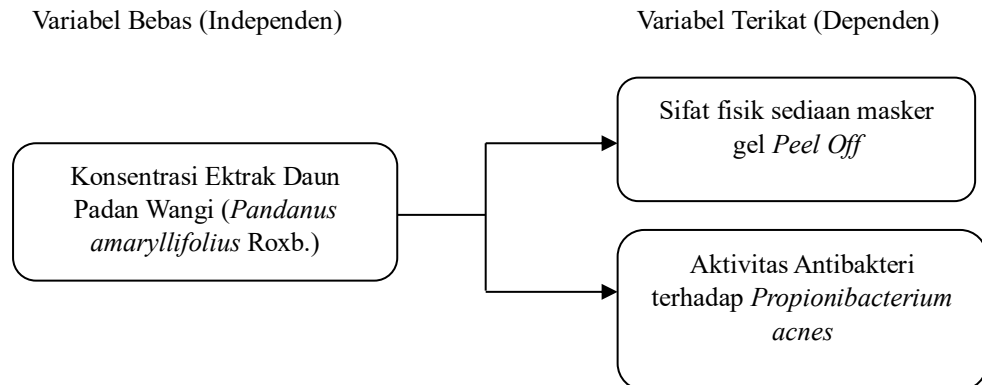 Variabel Bebas (Independen)
Variabel Terikat (Dependen)
Konsentrasi Ektrak Daun
Padan Wangi (Pandanus
amaryllifolius Roxb.)
Sifat fisik sediaan masker
gel Peel Off
Aktivitas Antibakteri
terhadap Propionibacterium
acnes